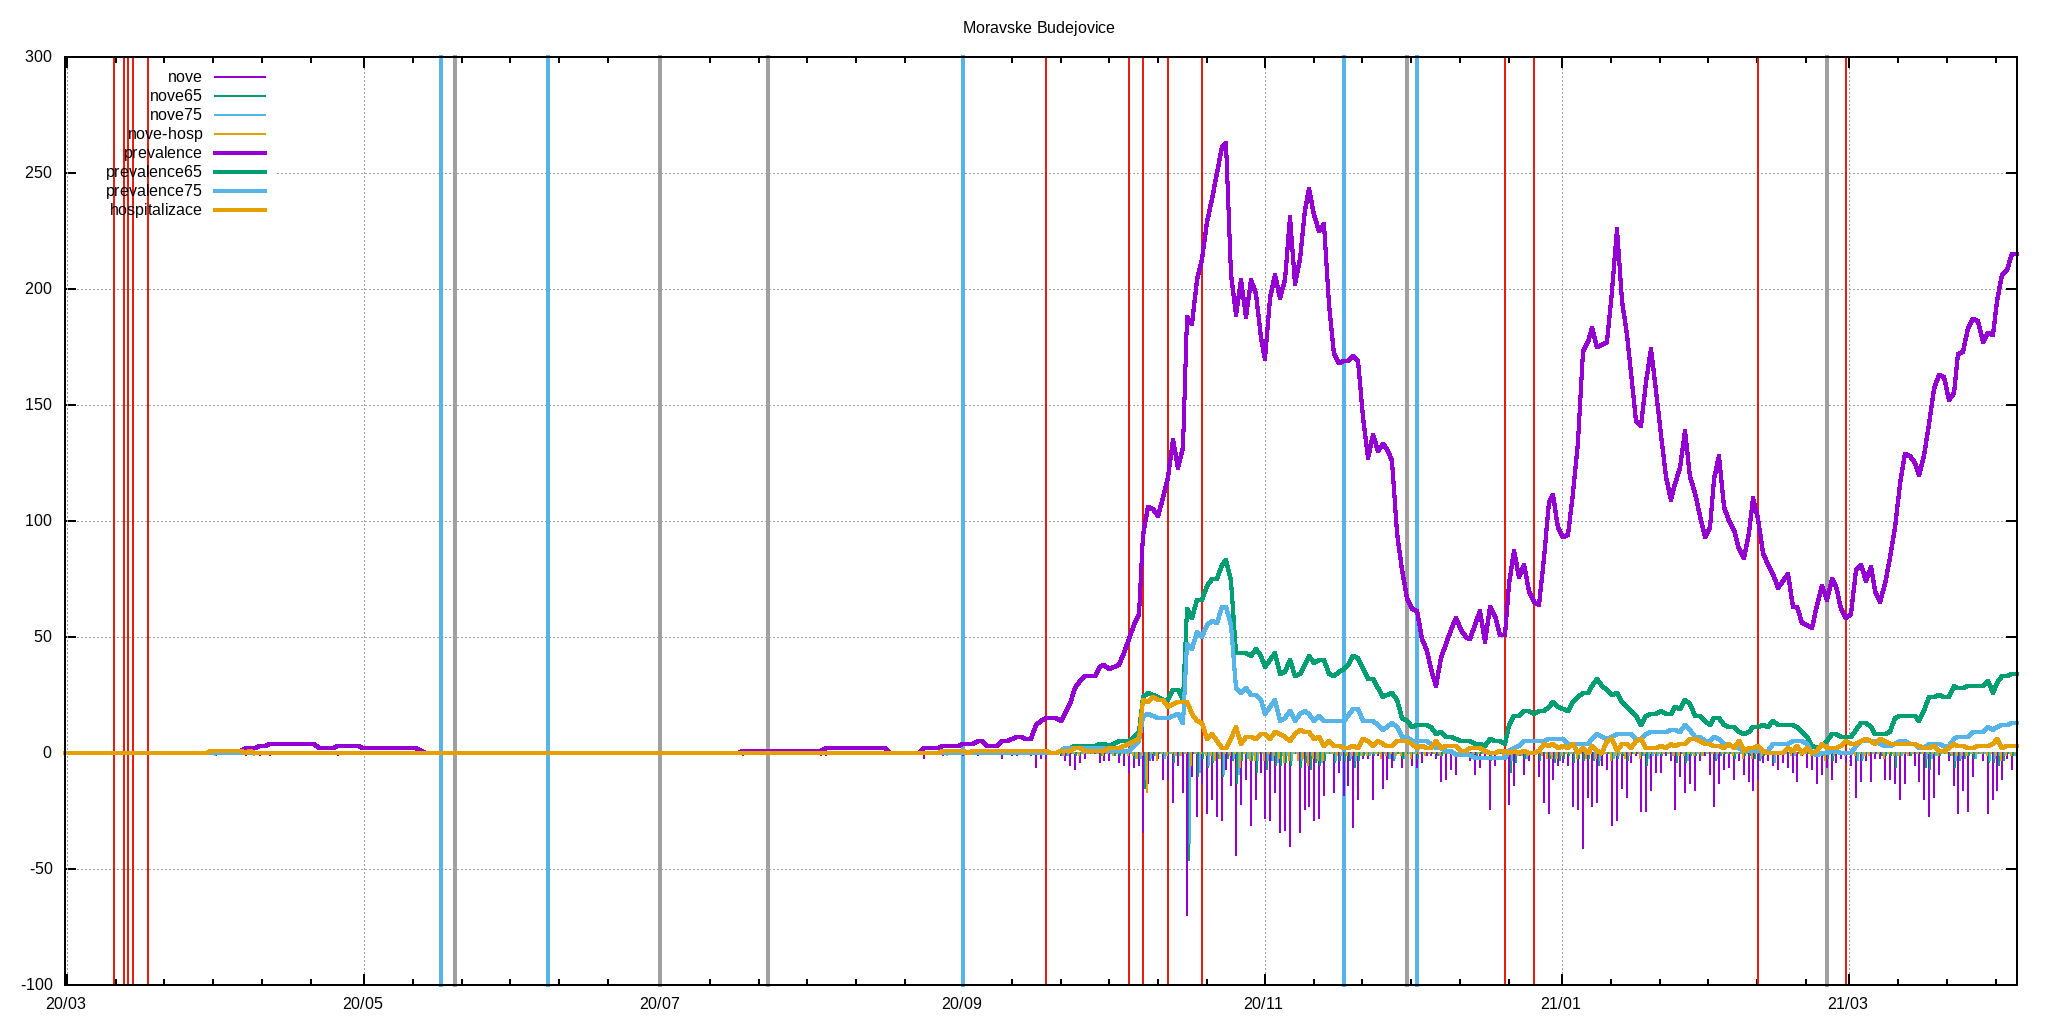 Moravske Budejovice
300
250
200
150
100
50
0
-50
-100
nove
nove65
nove75
nove-hosp
prevalence
prevalence65
prevalence75
hospitalizace
20/03
20/05
20/07
20/09
20/11
21/01
21/03